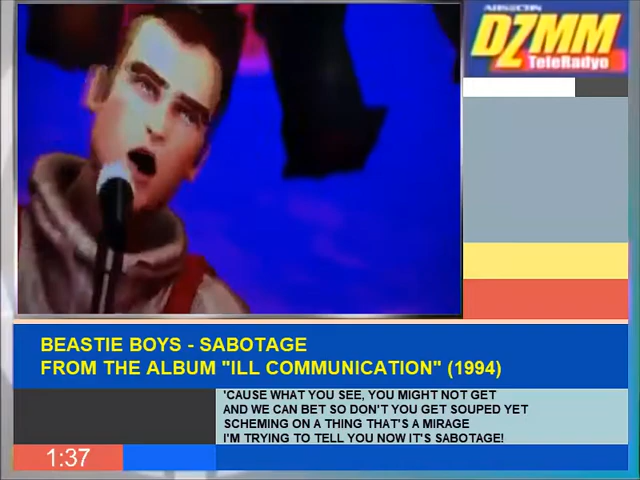 ABS-CBN
DZMM
TeleRadyo
BEASTIE BOYS - SABOTAGE
FROM THE ALBUM "ILL COMMUNICATION" (1994)
'CAUSE WHAT YOU SEE, YOU MIGHT NOT GET
AND WE CAN BET SO DON'T YOU GET SOUPED YET
SCHEMING ON A THING THAT'S A MIRAGE
I'M TRYING TO TELL YOU NOW IT'S SABOTAGE!
1:37